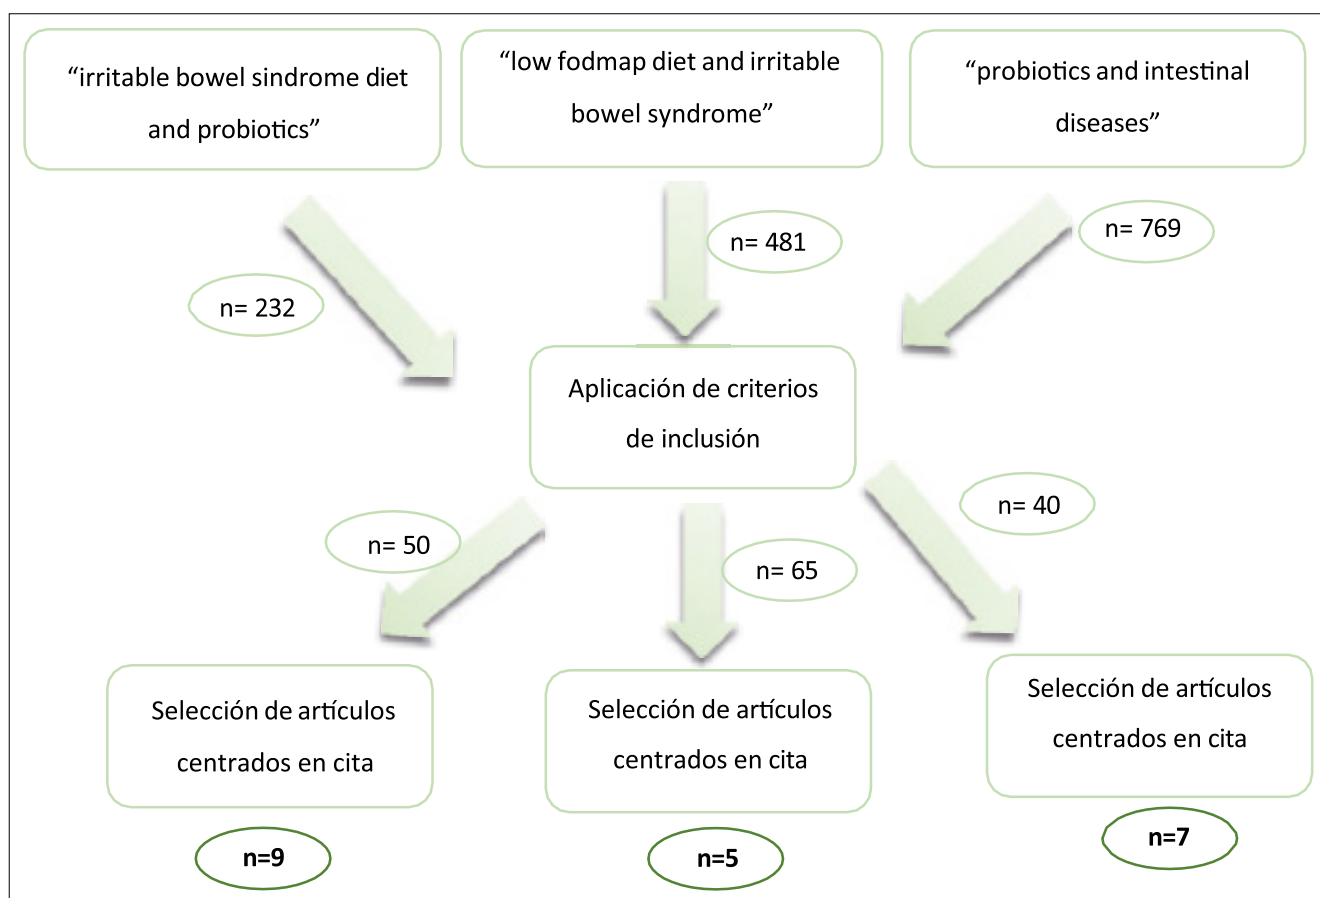 “irritable bowel sindrome diet
and probiotics”
“low fodmap diet and irritable
bowel syndrome”
“probiotics and intestinal
diseases”
n= 232
n= 481
n= 769
Aplicación de criterios
de inclusión
n= 50
n= 65
n= 40
Selección de artículos
centrados en cita
n=9
Selección de artículos
centrados en cita
n=5
Selección de artículos
centrados en cita
n=7